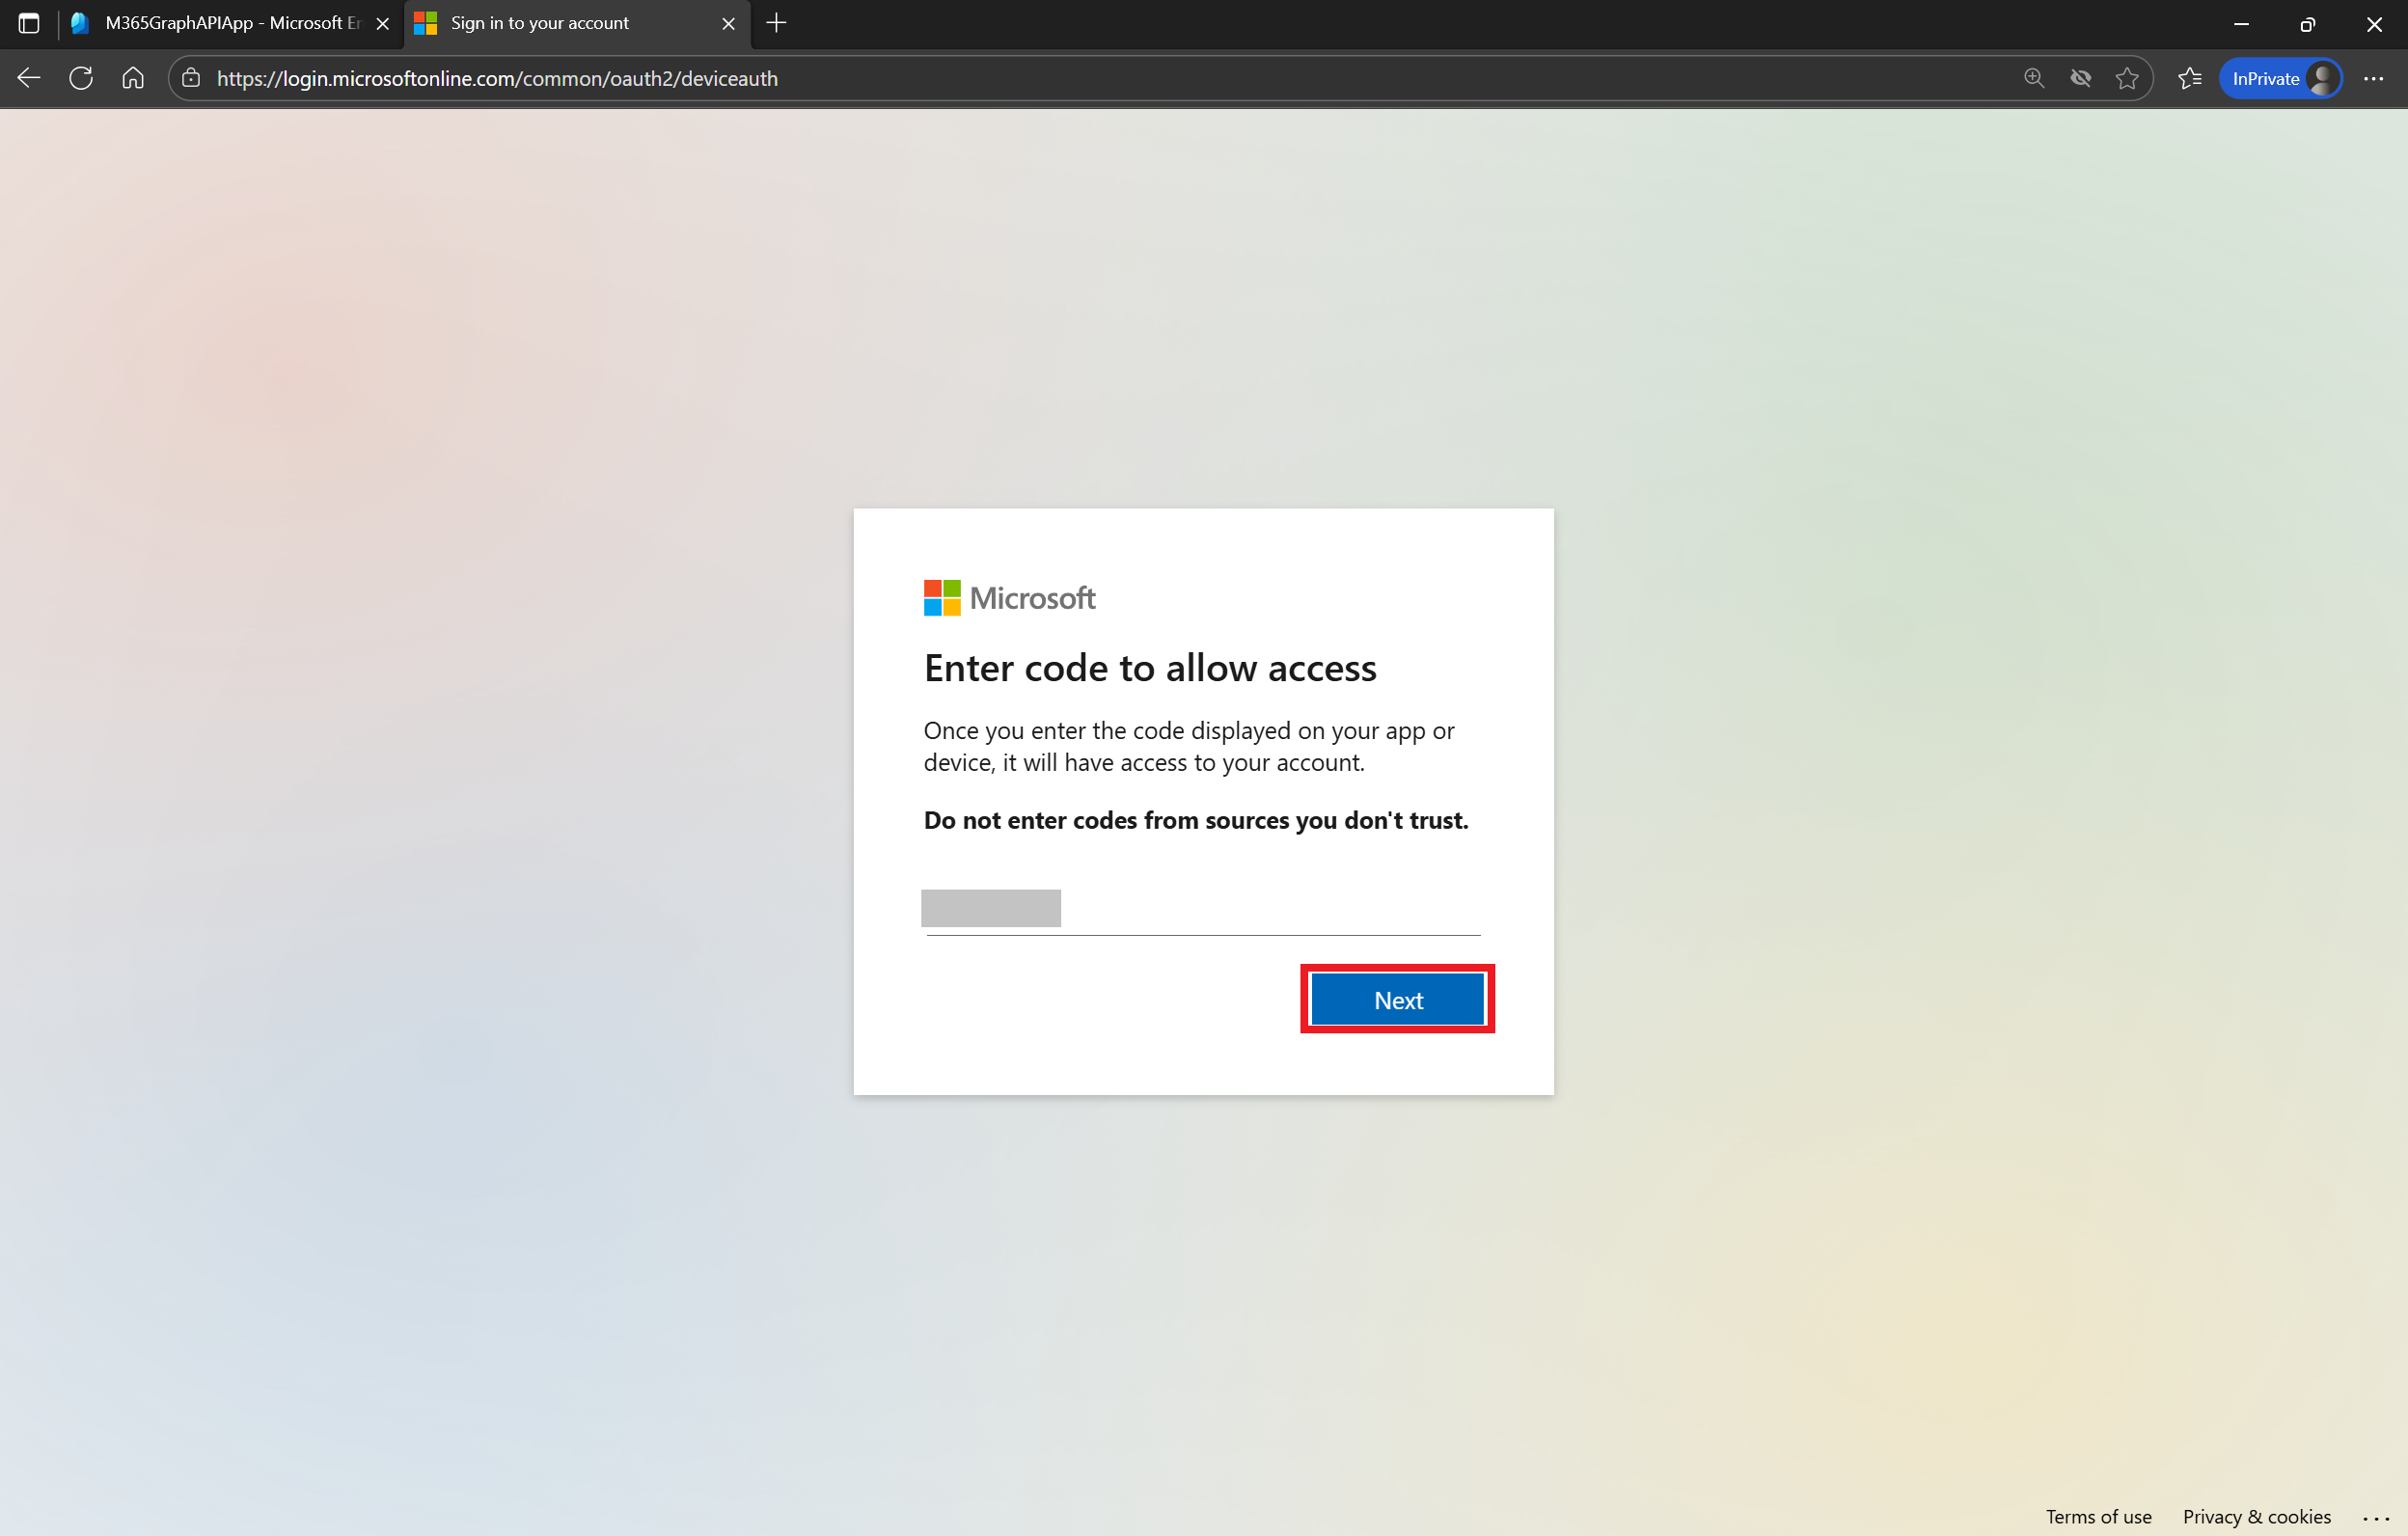 M365GraphAPIApp - Microsoft
Sign in to your account
https://login.microsoftonline.com/common/oauth2/deviceauth
InPrivate
Microsoft
Enter code to allow access
Once you enter the code displayed on your app or
device, it will have access to your account.
Do not enter codes from sources you don't trust.
Next
Terms of use
Privacy & cookies